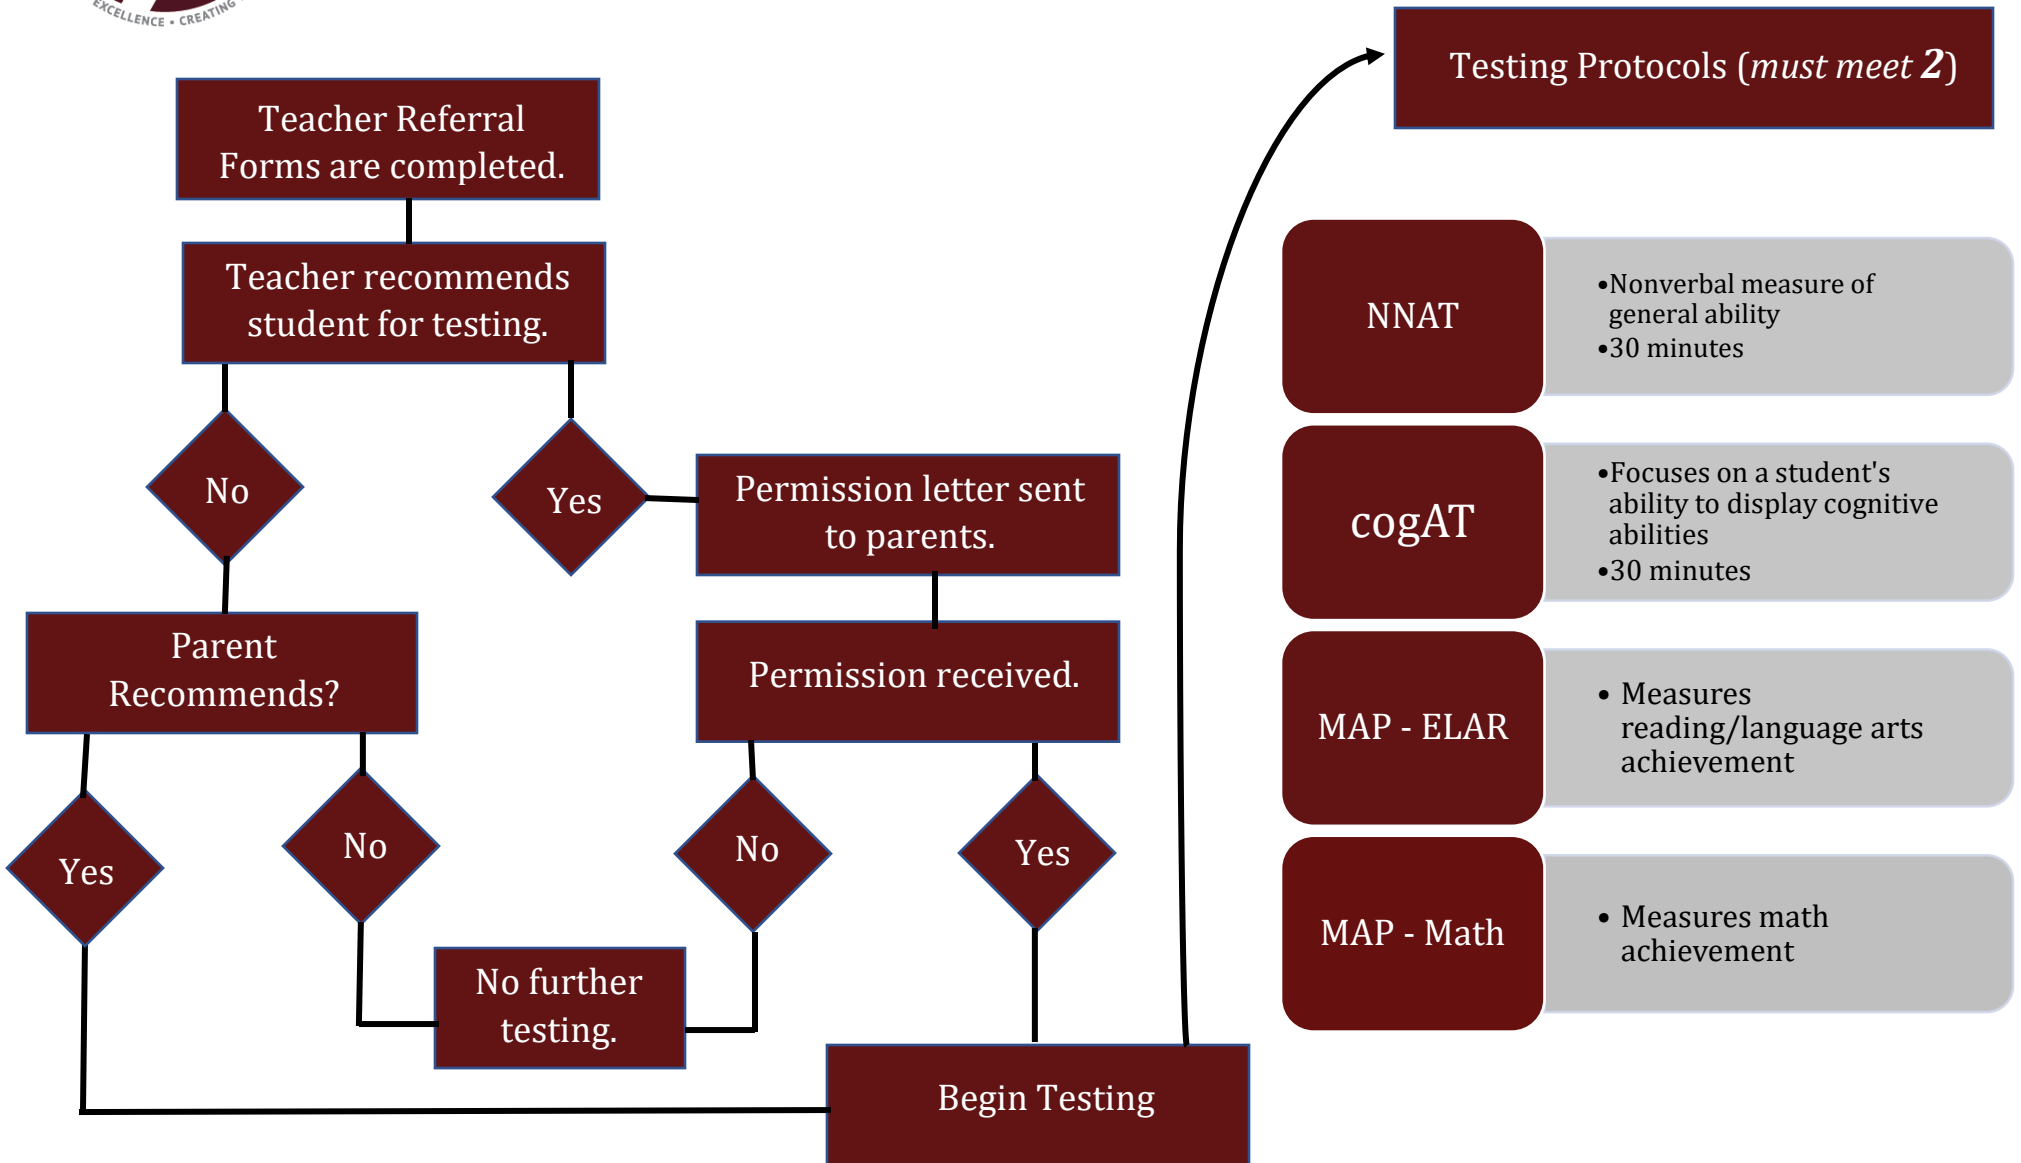 EXCELLENCE • CREATING
Teacher Referral
Forms are completed.
Teacher recommends
student for testing.
No
Yes
Permission letter sent
to parents.
Parent
Recommends?
Permission received.
Yes
No
No
Yes
No further
testing.
Begin Testing
Testing Protocols (must meet 2)
NNAT
•Nonverbal measure of
general ability
•30 minutes
cogAT
•Focuses on a student's
ability to display cognitive
abilities
•30 minutes
MAP - ELAR
• Measures
reading/language arts
achievement
MAP - Math
• Measures math
achievement